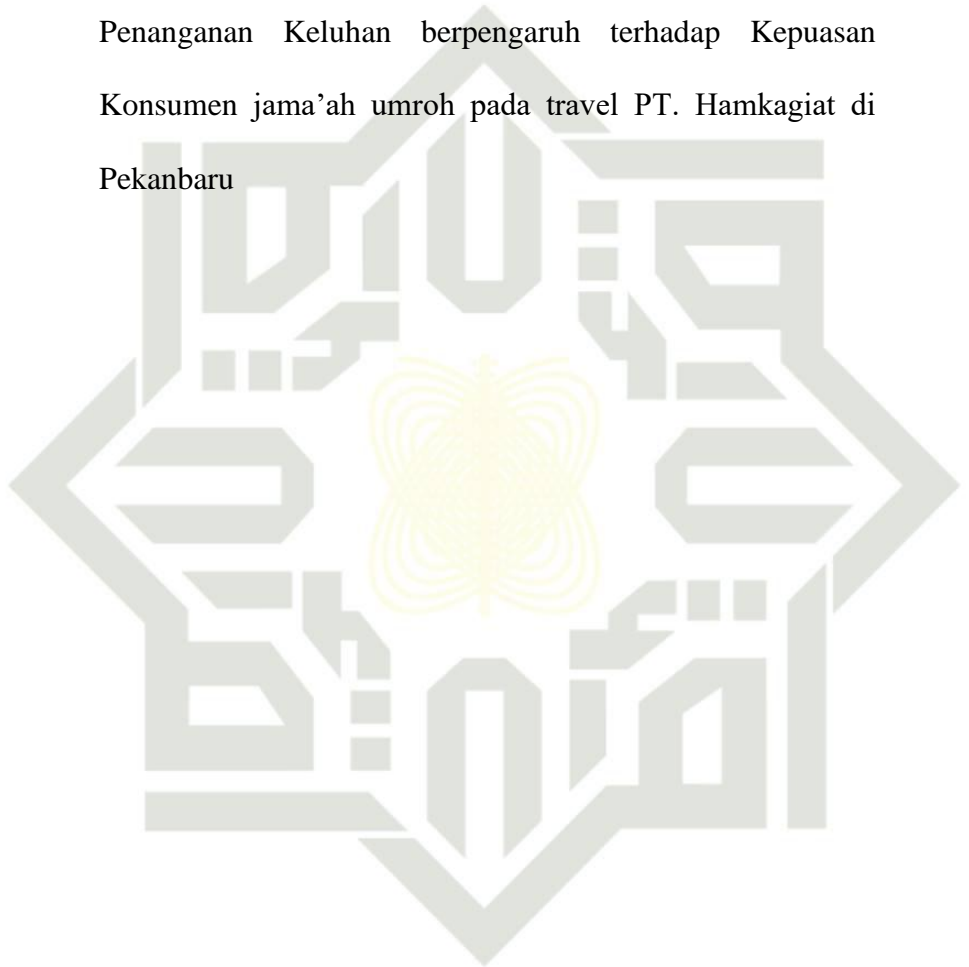 Penanganan Keluhan berpengaruh terhadap Kepuasan
Konsumen jama’ah umroh pada travel PT. Hamkagiat di
Pekanbaru